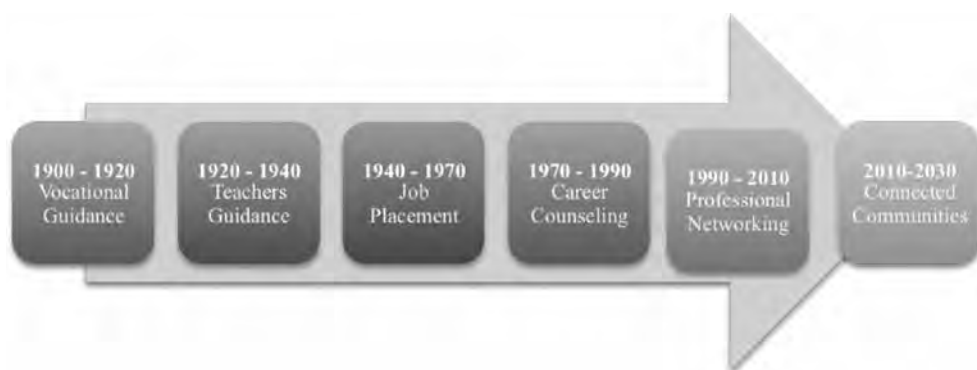 1900 - 1920
Vocational
Guidance
1920 - 1940
Teachers
Guidance
1940 - 1970
Job
Placement
1970 - 1990
Career
Counseling
1990 - 2010
Professional
Networking
2010-2030
Connected
Communities